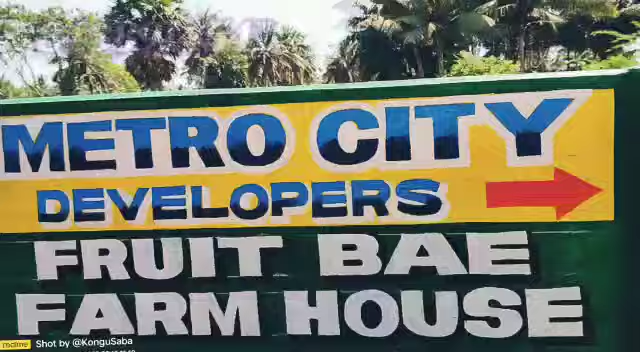 METRO CITY
DEVELOPERS
FRUIT BAE
FARM HOUSE
realme Shot by @KonguSaba